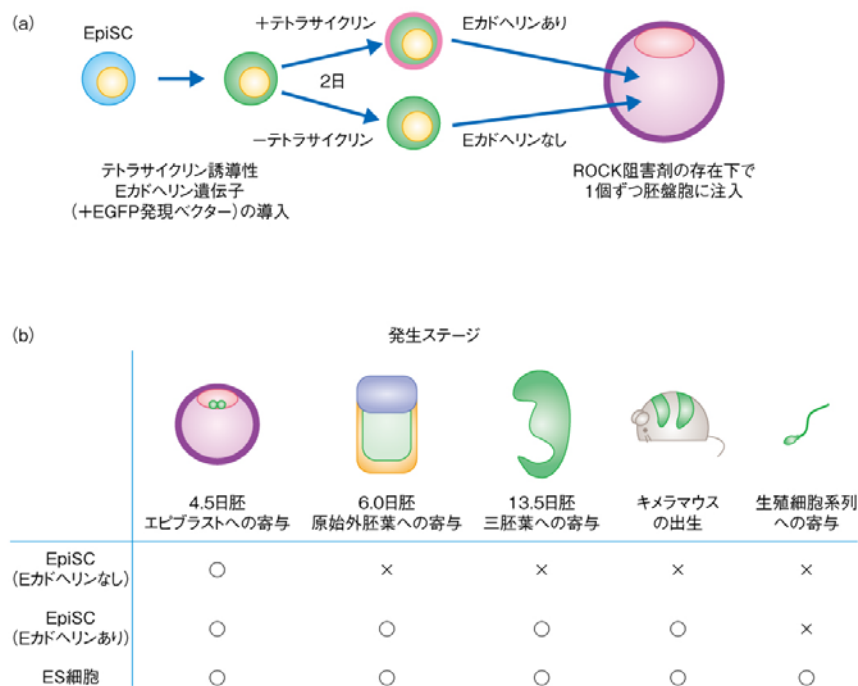 (a)
EpiSC
+テトラサイクリン
Eカドヘリンあり
2日
−テトラサイクリン
Eカドヘリンなし
テトラサイクリン誘導性
Eカドヘリン遺伝子
(+EGFP発現ベクター)の導入
ROCK阻害剤の存在下で
1個ずつ胚盤胞に注入
(b)
発生ステージ
4.5日胚
エピブラストへの寄与
6.0日胚
原始外胚葉への寄与
13.5日胚
三胚葉への寄与
キメラマウス
の出生
生殖細胞系列
への寄与
EpiSC
(Eカドヘリンなし)
○ × × × ×
EpiSC
(Eカドヘリンあり)
○ ○ ○ ○ ×
ES細胞
○ ○ ○ ○ ○